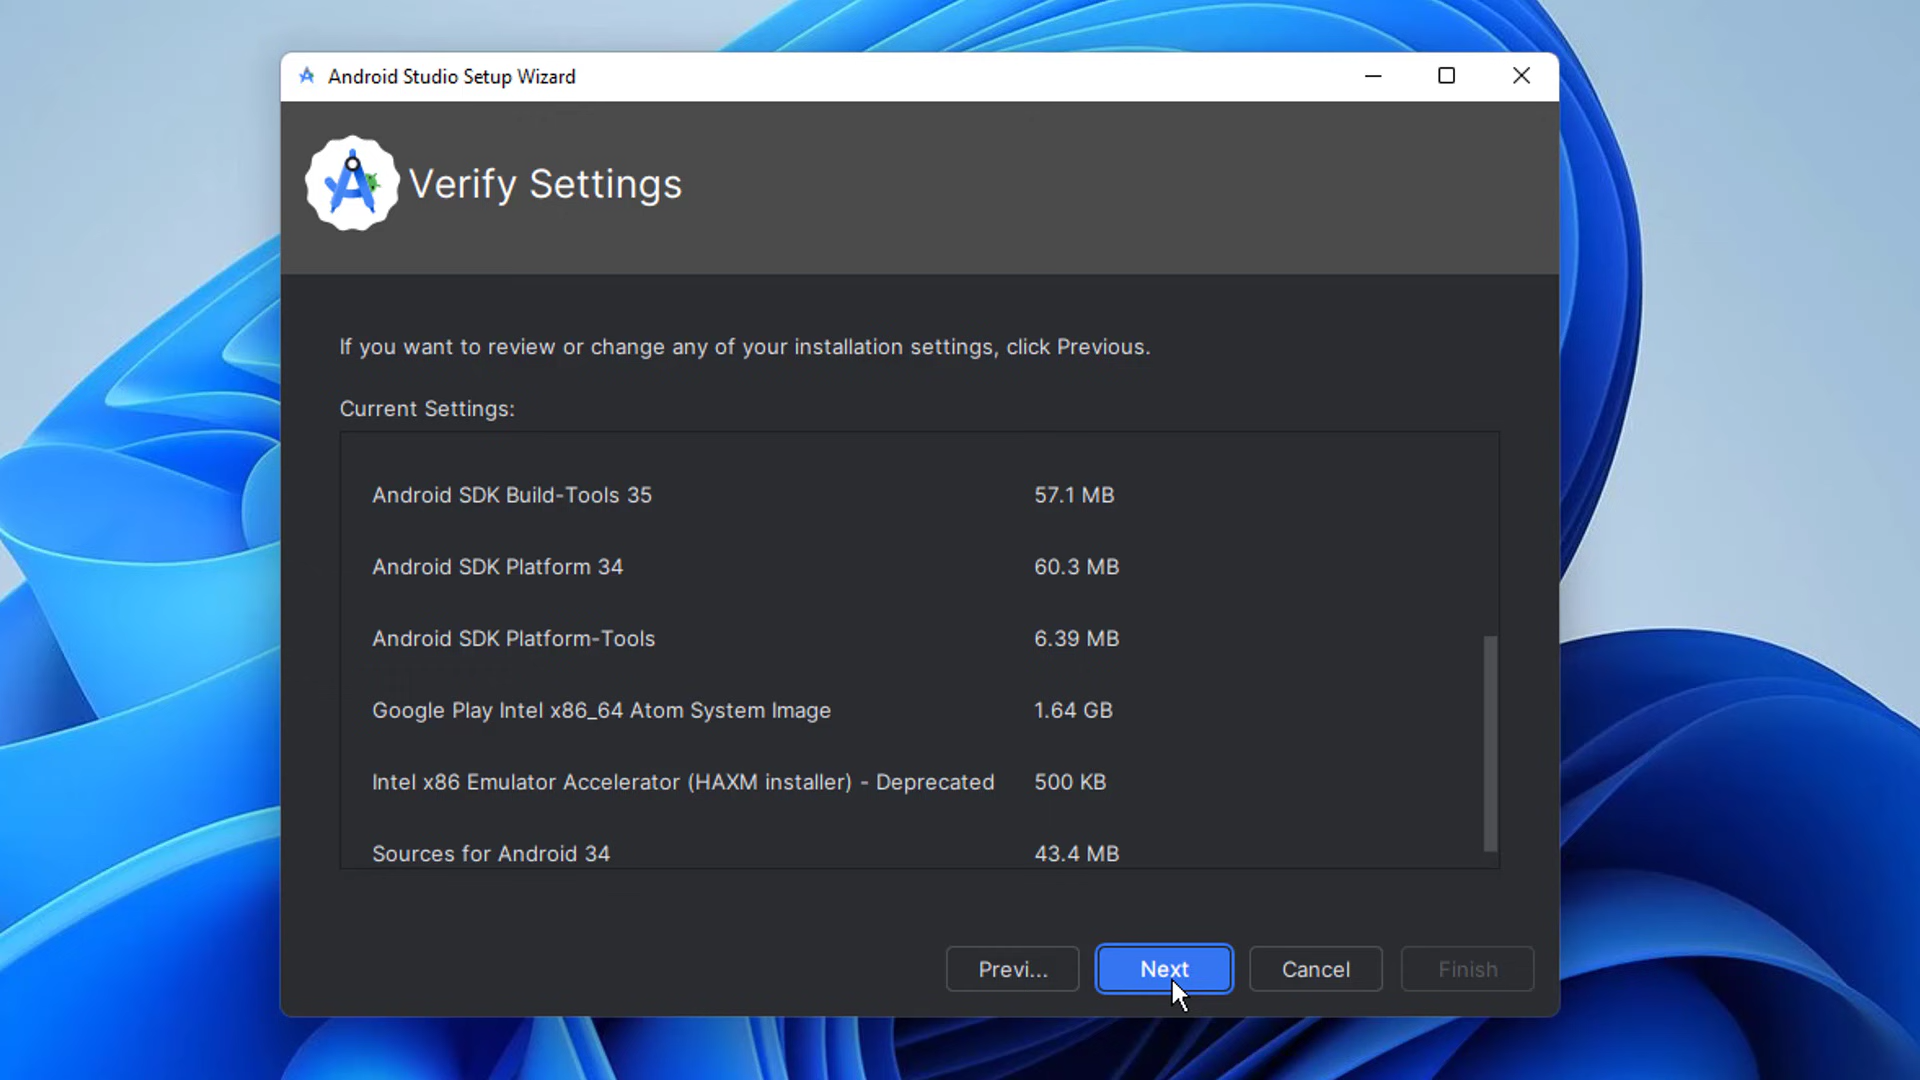 Android Studio Setup Wizard
Verify Settings
If you want to review or change any of your installation settings, click Previous.
Current Settings:
Android SDK Build-Tools 35 57.1 MB
Android SDK Platform 34 60.3 MB
Android SDK Platform-Tools 6.39 MB
Google Play Intel x86_64 Atom System Image 1.64 GB
Intel x86 Emulator Accelerator (HAXM installer) - Deprecated 500 KB
Sources for Android 34 43.4 MB
Previ... Next Cancel Finish